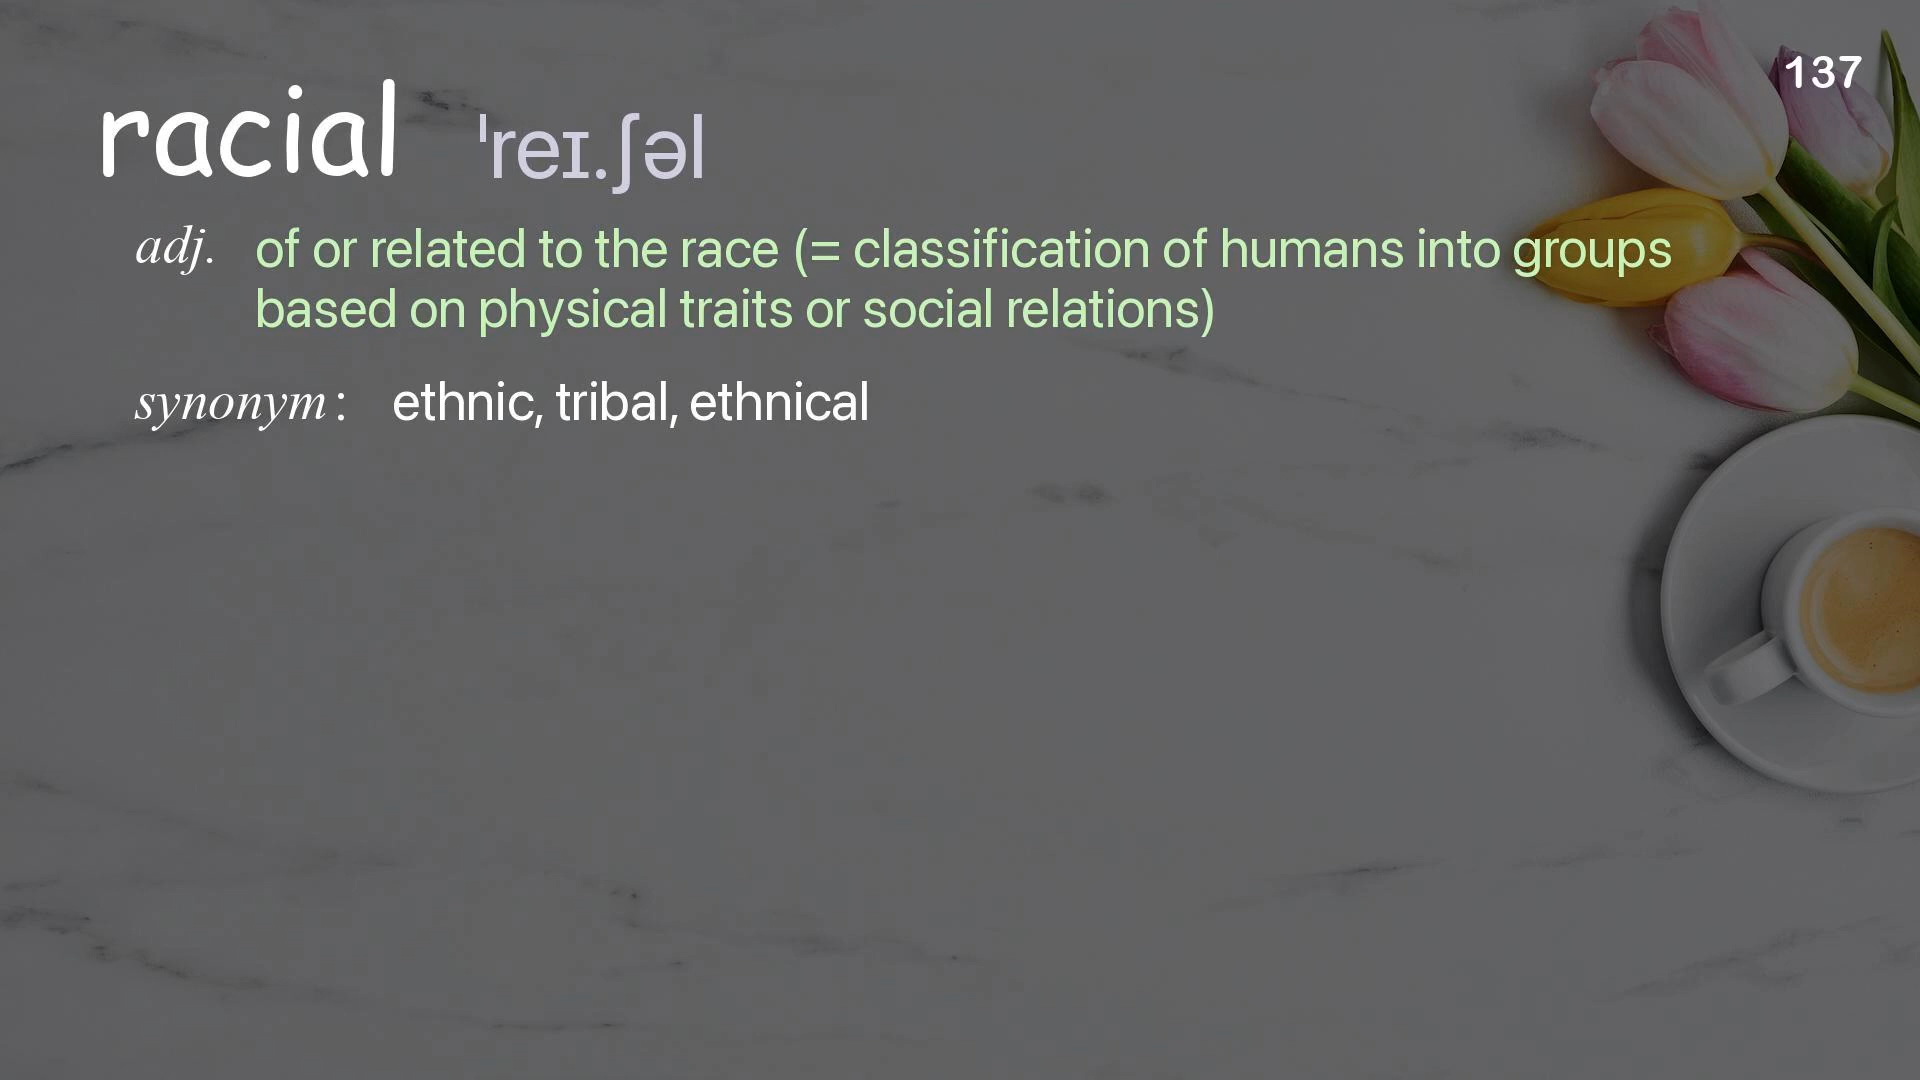 137
racial ˈreɪ.ʃəl
adj. of or related to the race (= classification of humans into groups
based on physical traits or social relations)
synonym: ethnic, tribal, ethnical